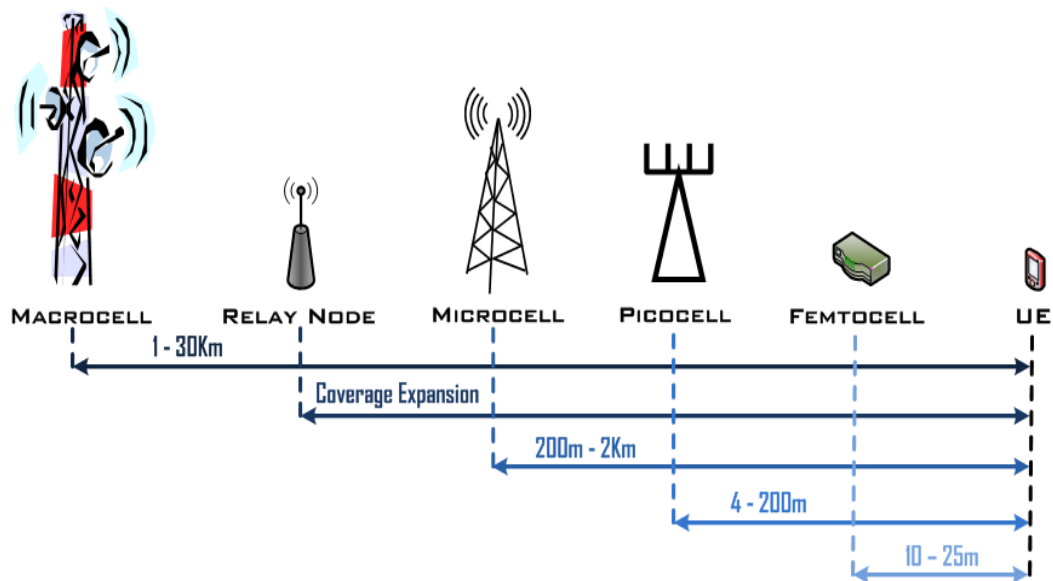 MACROCELL
RELAY NODE
MICROCELL
PICOCELL
FEMTOCELL
UE
1 - 30Km
Coverage Expansion
200m - 2Km
4 - 200m
10 - 25m